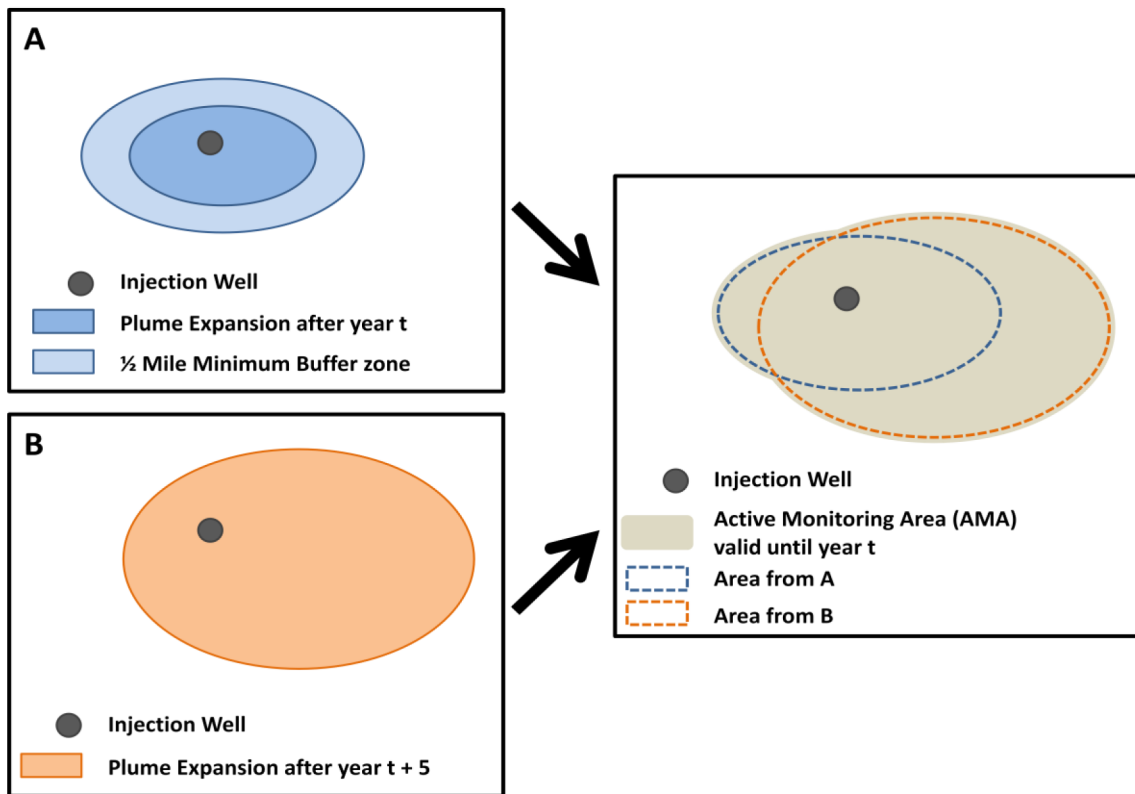 A
Injection Well
Plume Expansion after year t
½ Mile Minimum Buffer zone
B
Injection Well
Plume Expansion after year t + 5
Injection Well
Active Monitoring Area (AMA)
valid until year t
Area from A
Area from B